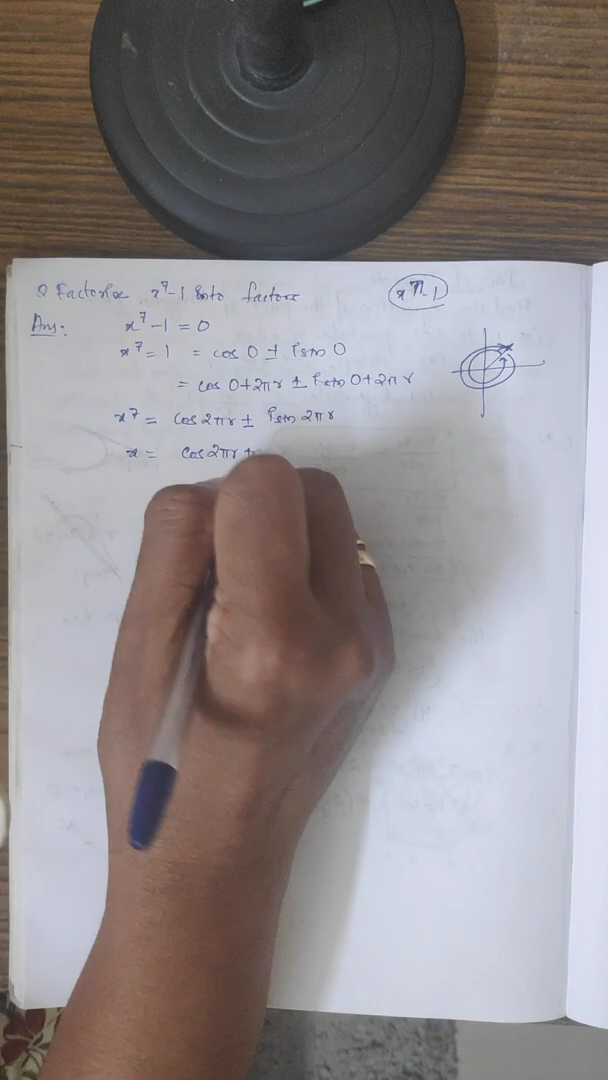 Q Factorize x⁷-1 into factors
x^n-1
Ans: x⁷-1 = 0
x⁷ = 1 = cos 0 ± i sin 0
= cos 0+2πr ± i sin 0+2πr
x⁷ = cos 2πr ± i sin 2πr
x = cos 2πr +